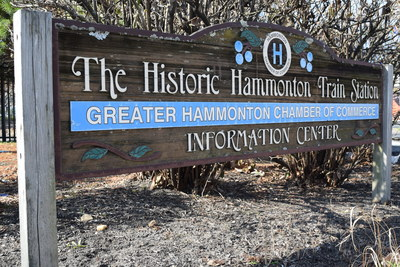 H
The Historic Hammonton Train Station
GREATER HAMMONTON CHAMBER OF COMMERCE
INFORMATION CENTER